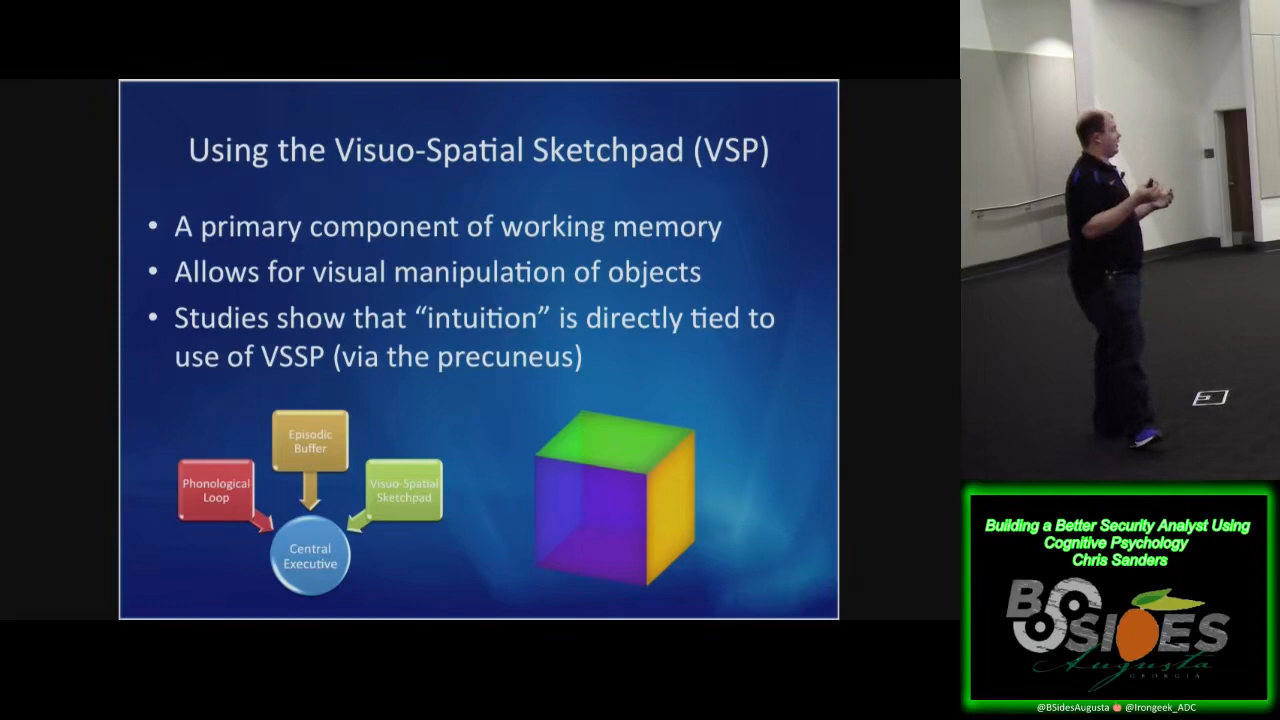 Using the Visuo-Spatial Sketchpad (VSP)
• A primary component of working memory
• Allows for visual manipulation of objects
• Studies show that “intuition” is directly tied to
use of VSSP (via the precuneus)
Episodic
Buffer
Phonological
Loop
Visuo-Spatial
Sketchpad
Central
Executive
Building a Better Security Analyst Using
Cognitive Psychology
Chris Sanders
BSIDES
Augusta
GEORGIA
@BSidesAugusta @Irongeek_ADC